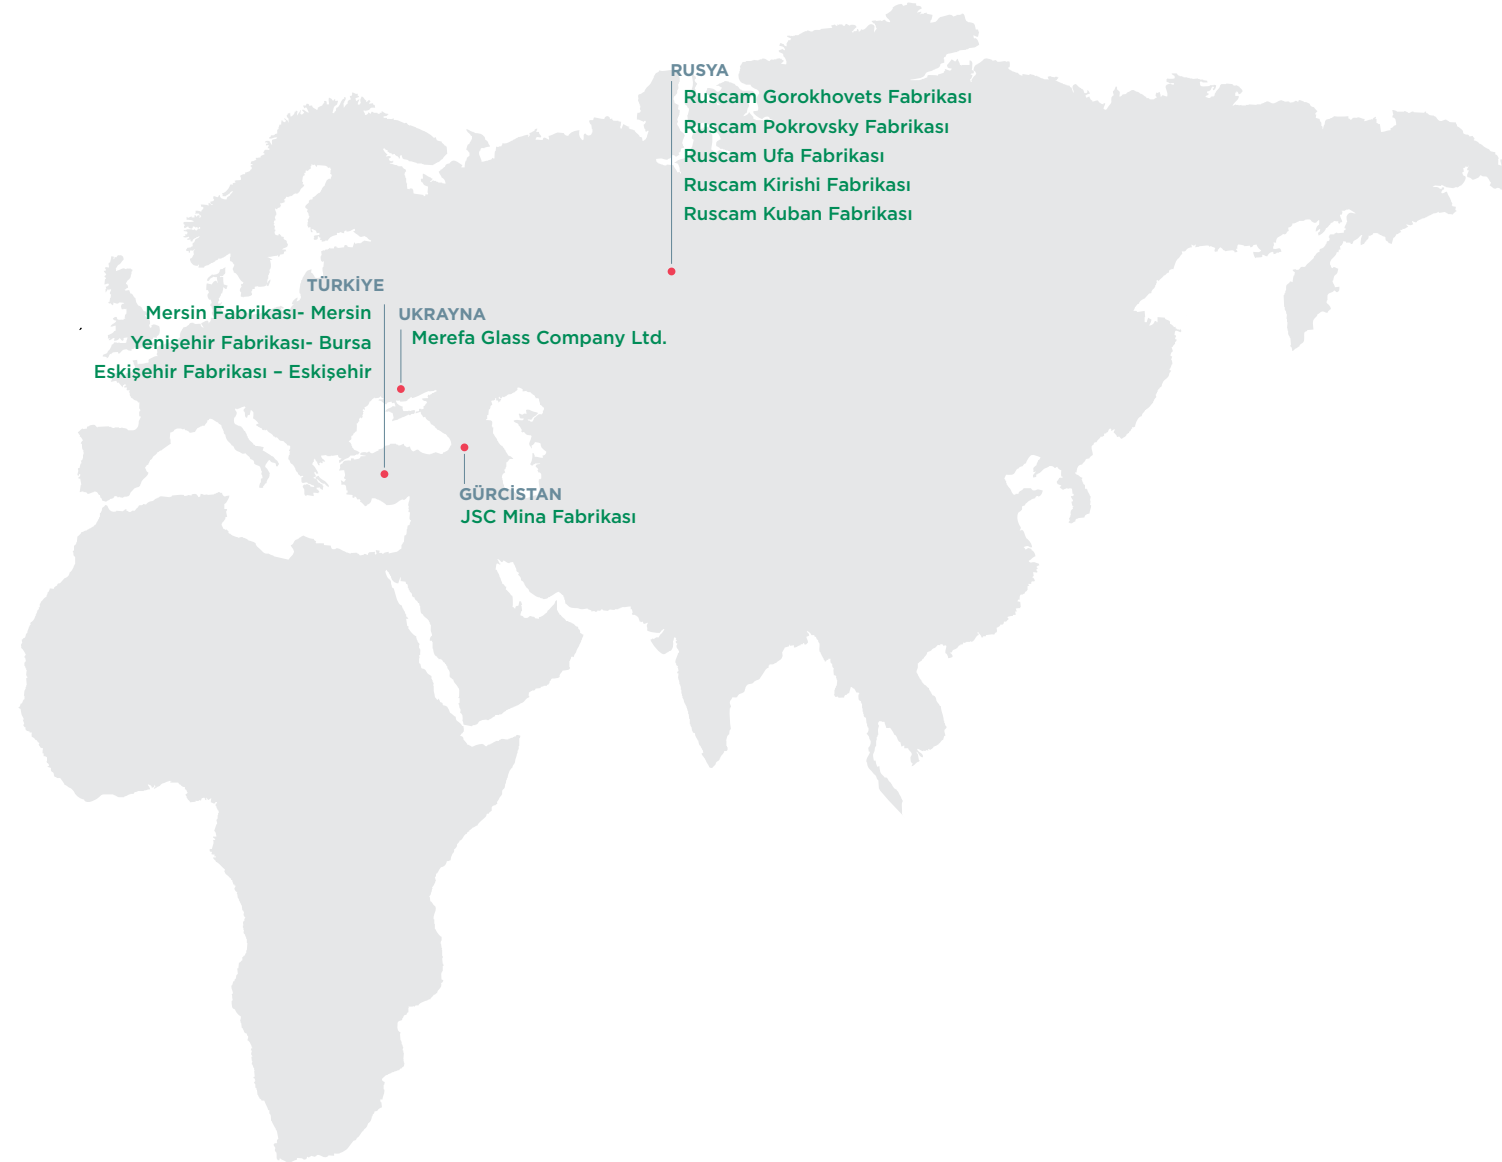 RUSYA
Ruscam Gorokhovets Fabrikası
Ruscam Pokrovsky Fabrikası
Ruscam Ufa Fabrikası
Ruscam Kirishi Fabrikası
Ruscam Kuban Fabrikası
TÜRKİYE
Mersin Fabrikası- Mersin
Yenişehir Fabrikası- Bursa
Eskişehir Fabrikası – Eskişehir
UKRAYNA
Merefa Glass Company Ltd.
GÜRCİSTAN
JSC Mina Fabrikası